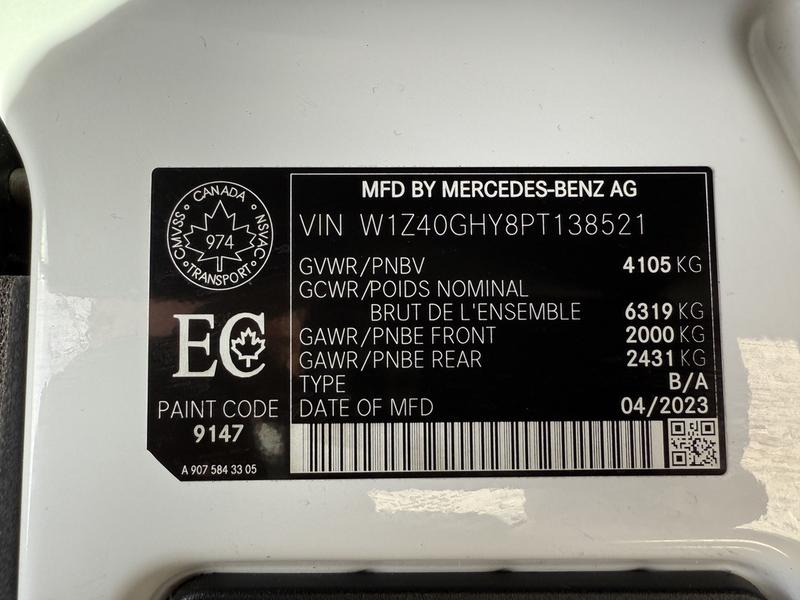 CANADA
CMVSS NSVAC
974
TRANSPORT
EC
PAINT CODE
9147
A 907 584 33 05
MFD BY MERCEDES-BENZ AG
VIN W1Z40GHY8PT138521
GVWR/PNBV 4105 KG
GCWR/POIDS NOMINAL
BRUT DE L'ENSEMBLE 6319 KG
GAWR/PNBE FRONT 2000 KG
GAWR/PNBE REAR 2431 KG
TYPE B/A
DATE OF MFD 04/2023